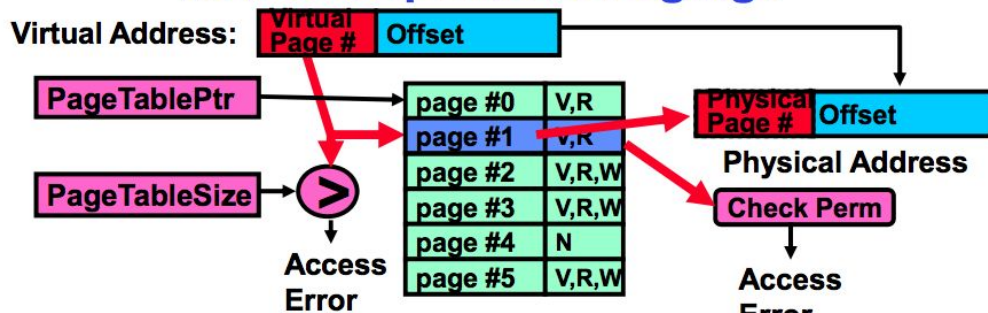 Virtual Address:
Virtual
Page #
Offset
PageTablePtr
page #0 V,R
page #1 V,R
page #2 V,R,W
page #3 V,R,W
page #4 N
page #5 V,R,W
Physical
Page #
Offset
Physical Address
PageTableSize
>
Access
Error
Check Perm
Access